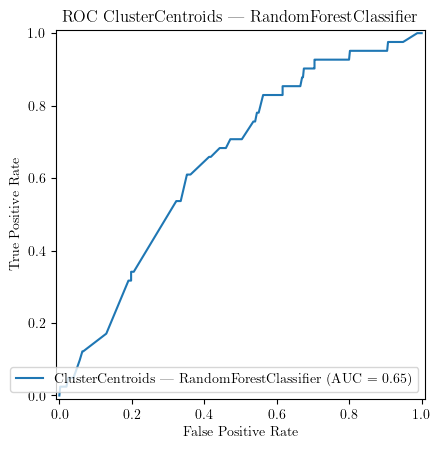 ROC ClusterCentroids — RandomForestClassifier
1.0
0.8
0.6
0.4
0.2
0.0
True Positive Rate
ClusterCentroids — RandomForestClassifier (AUC = 0.65)
0.0 0.2 0.4 0.6 0.8 1.0
False Positive Rate